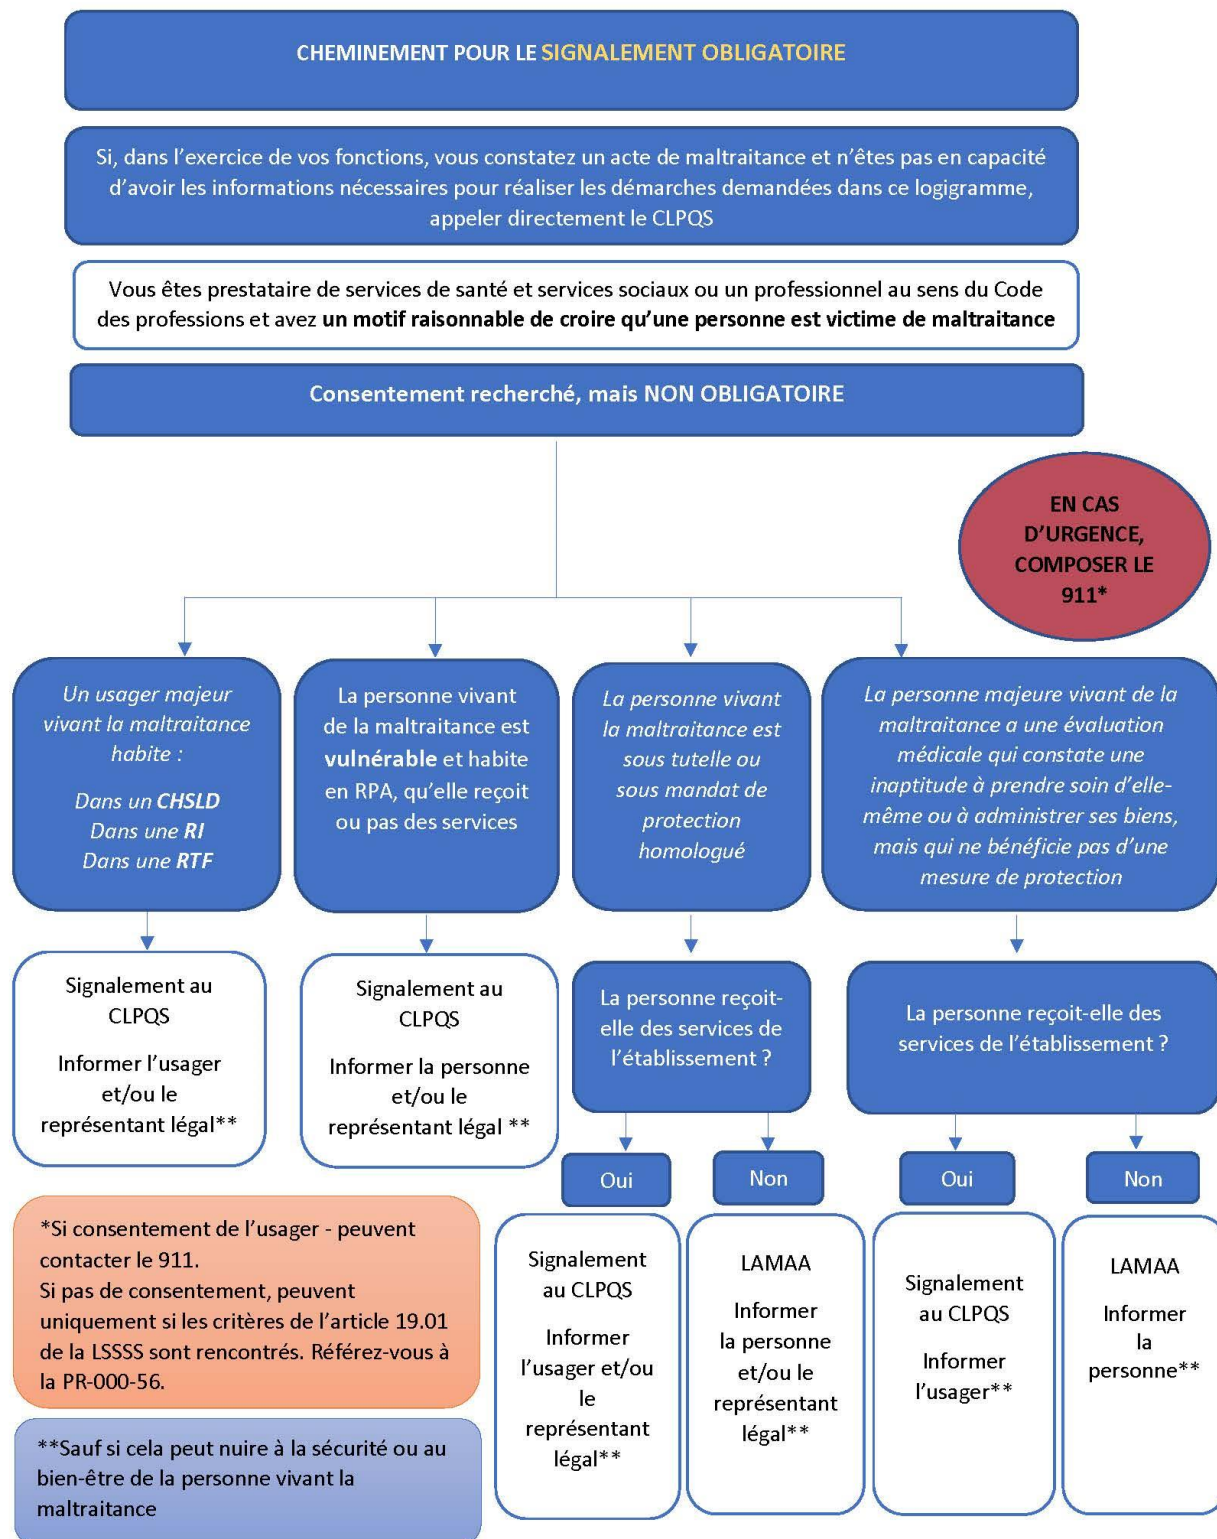 CHEMINEMENT POUR LE SIGNALEMENT OBLIGATOIRE
Si, dans l’exercice de vos fonctions, vous constatez un acte de maltraitance et n’êtes pas en capacité
d’avoir les informations nécessaires pour réaliser les démarches demandées dans ce logigramme,
appeler directement le CLPQS
Vous êtes prestataire de services de santé et services sociaux ou un professionnel au sens du Code
des professions et avez un motif raisonnable de croire qu’une personne est victime de maltraitance
Consentement recherché, mais NON OBLIGATOIRE
EN CAS
D’URGENCE,
COMPOSER LE
911*
Un usager majeur
vivant la maltraitance
habite :
Dans un CHSLD
Dans une RI
Dans une RTF
La personne vivant
de la maltraitance est
vulnérable et habite
en RPA, qu’elle reçoit
ou pas des services
La personne vivant
la maltraitance est
sous tutelle ou
sous mandat de
protection
homologué
La personne majeure vivant de la
maltraitance a une évaluation
médicale qui constate une
inaptitude à prendre soin d’elle-
même ou à administrer ses biens,
mais qui ne bénéficie pas d’une
mesure de protection
Signalement au
CLPQS
Informer l’usager
et/ou le
représentant légal**
Signalement au
CLPQS
Informer la personne
et/ou le
représentant légal **
La personne reçoit-
elle des services de
l’établissement ?
La personne reçoit-elle des
services de l’établissement ?
Oui
Non
Oui
Non
Signalement
au CLPQS
Informer
l’usager et/ou
le
représentant
légal**
LAMAA
Informer
la personne
et/ou le
représentant
légal**
Signalement
au CLPQS
Informer
l’usager**
LAMAA
Informer
la
personne**
*Si consentement de l’usager - peuvent
contacter le 911.
Si pas de consentement, peuvent
uniquement si les critères de l’article 19.01
de la LSSSS sont rencontrés. Référez-vous à
la PR-000-56.
**Sauf si cela peut nuire à la sécurité ou au
bien-être de la personne vivant la
maltraitance